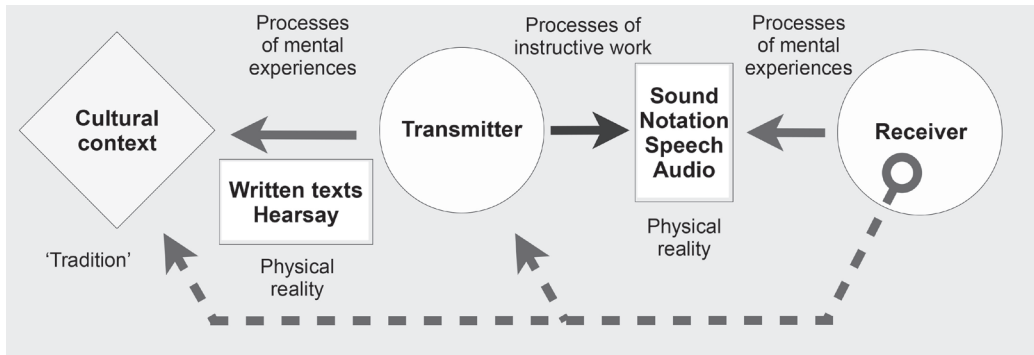 Processes
of mental
experiences
Processes of
instructive work
Processes
of mental
experiences
Cultural
context
Transmitter
Sound
Notation
Speech
Audio
Receiver
Written texts
Hearsay
‘Tradition’
Physical
reality
Physical
reality